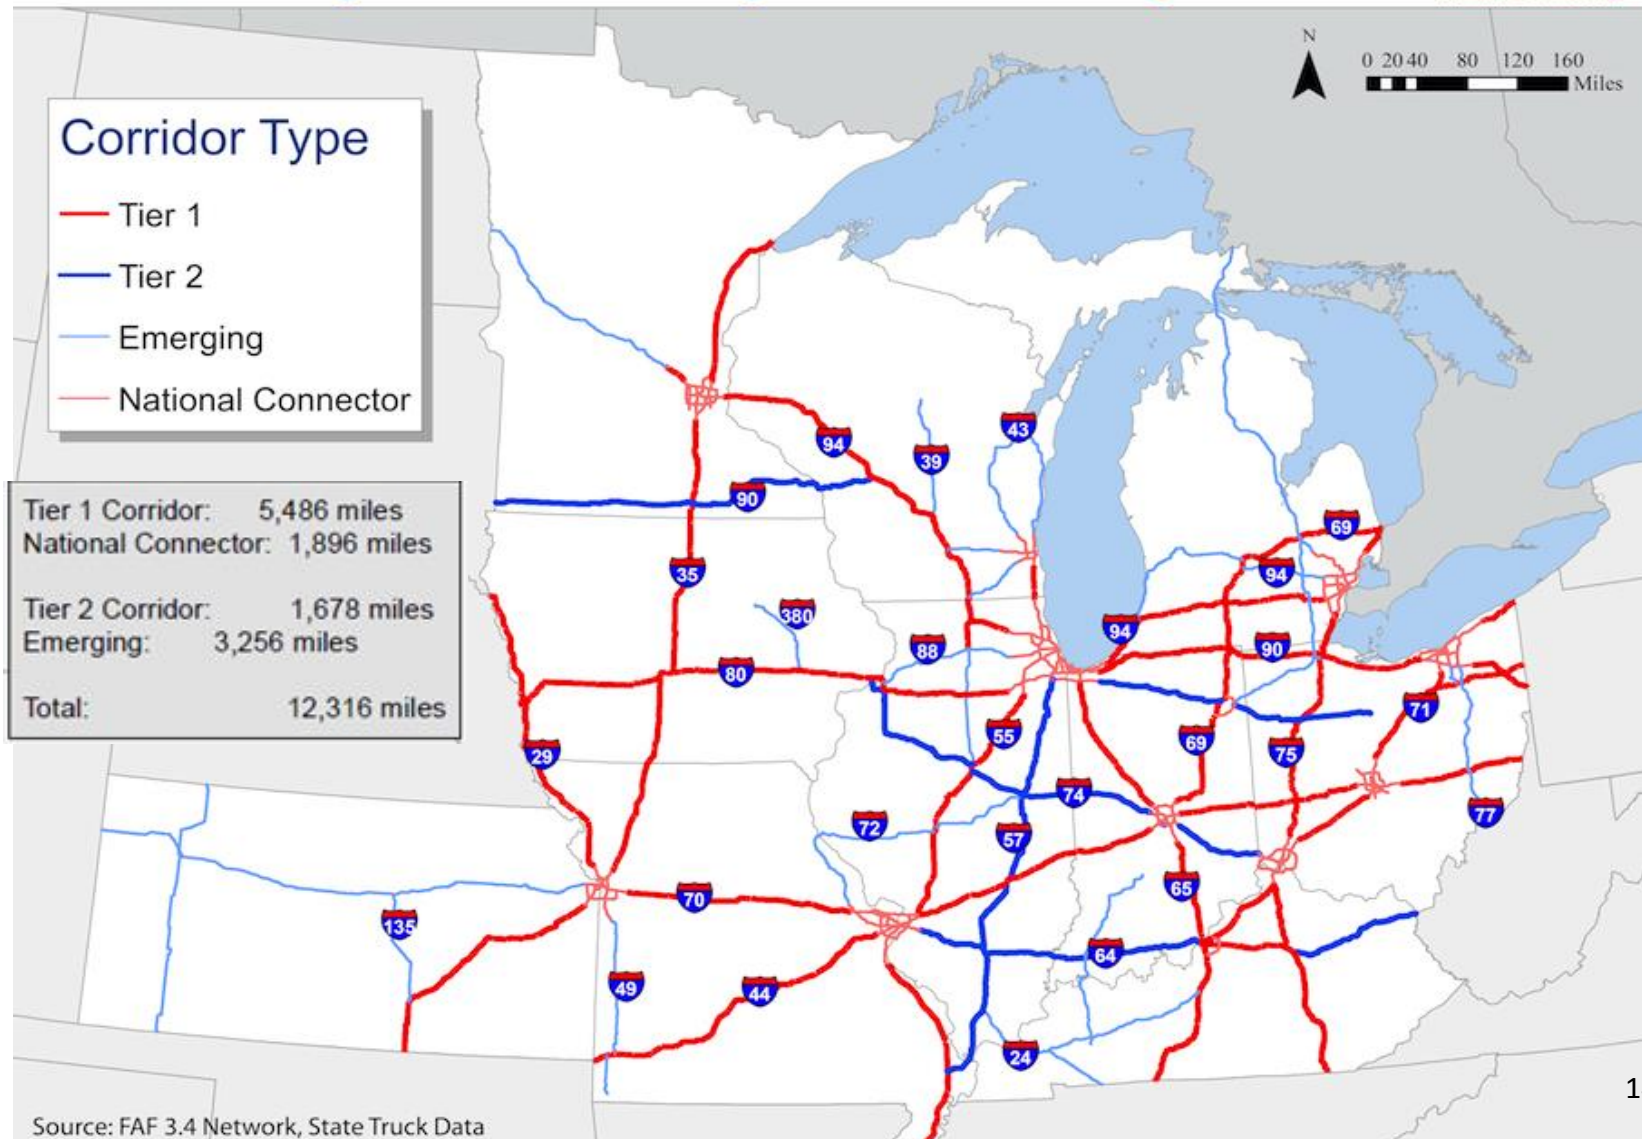 N
0 20 40 80 120 160
Miles
Corridor Type
Tier 1
Tier 2
Emerging
National Connector
Tier 1 Corridor: 5,486 miles
National Connector: 1,896 miles
Tier 2 Corridor: 1,678 miles
Emerging: 3,256 miles
Total: 12,316 miles
94
43
39
90
69
35
94
380
94
88
90
80
71
55
69
75
29
74
77
72
57
65
70
135
64
49
44
24
1
Source: FAF 3.4 Network, State Truck Data